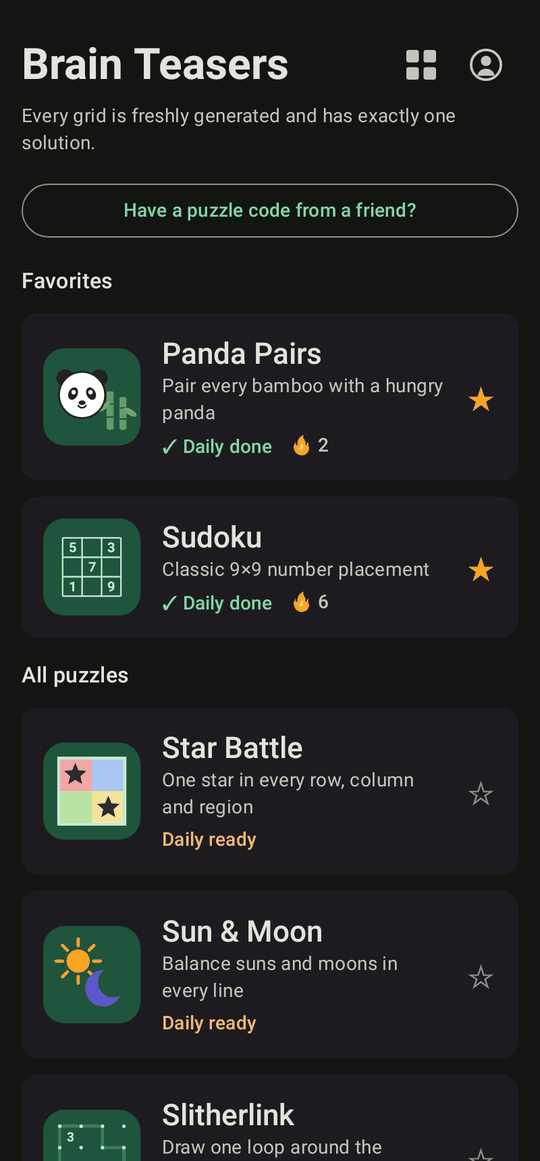 Brain Teasers
Every grid is freshly generated and has exactly one
solution.
Have a puzzle code from a friend?
Favorites
Panda Pairs
Pair every bamboo with a hungry
panda
✓ Daily done 2
5 3
7
1 9
Sudoku
Classic 9×9 number placement
✓ Daily done 6
All puzzles
Star Battle
One star in every row, column
and region
Daily ready
Sun & Moon
Balance suns and moons in
every line
Daily ready
3
Slitherlink
Draw one loop around the